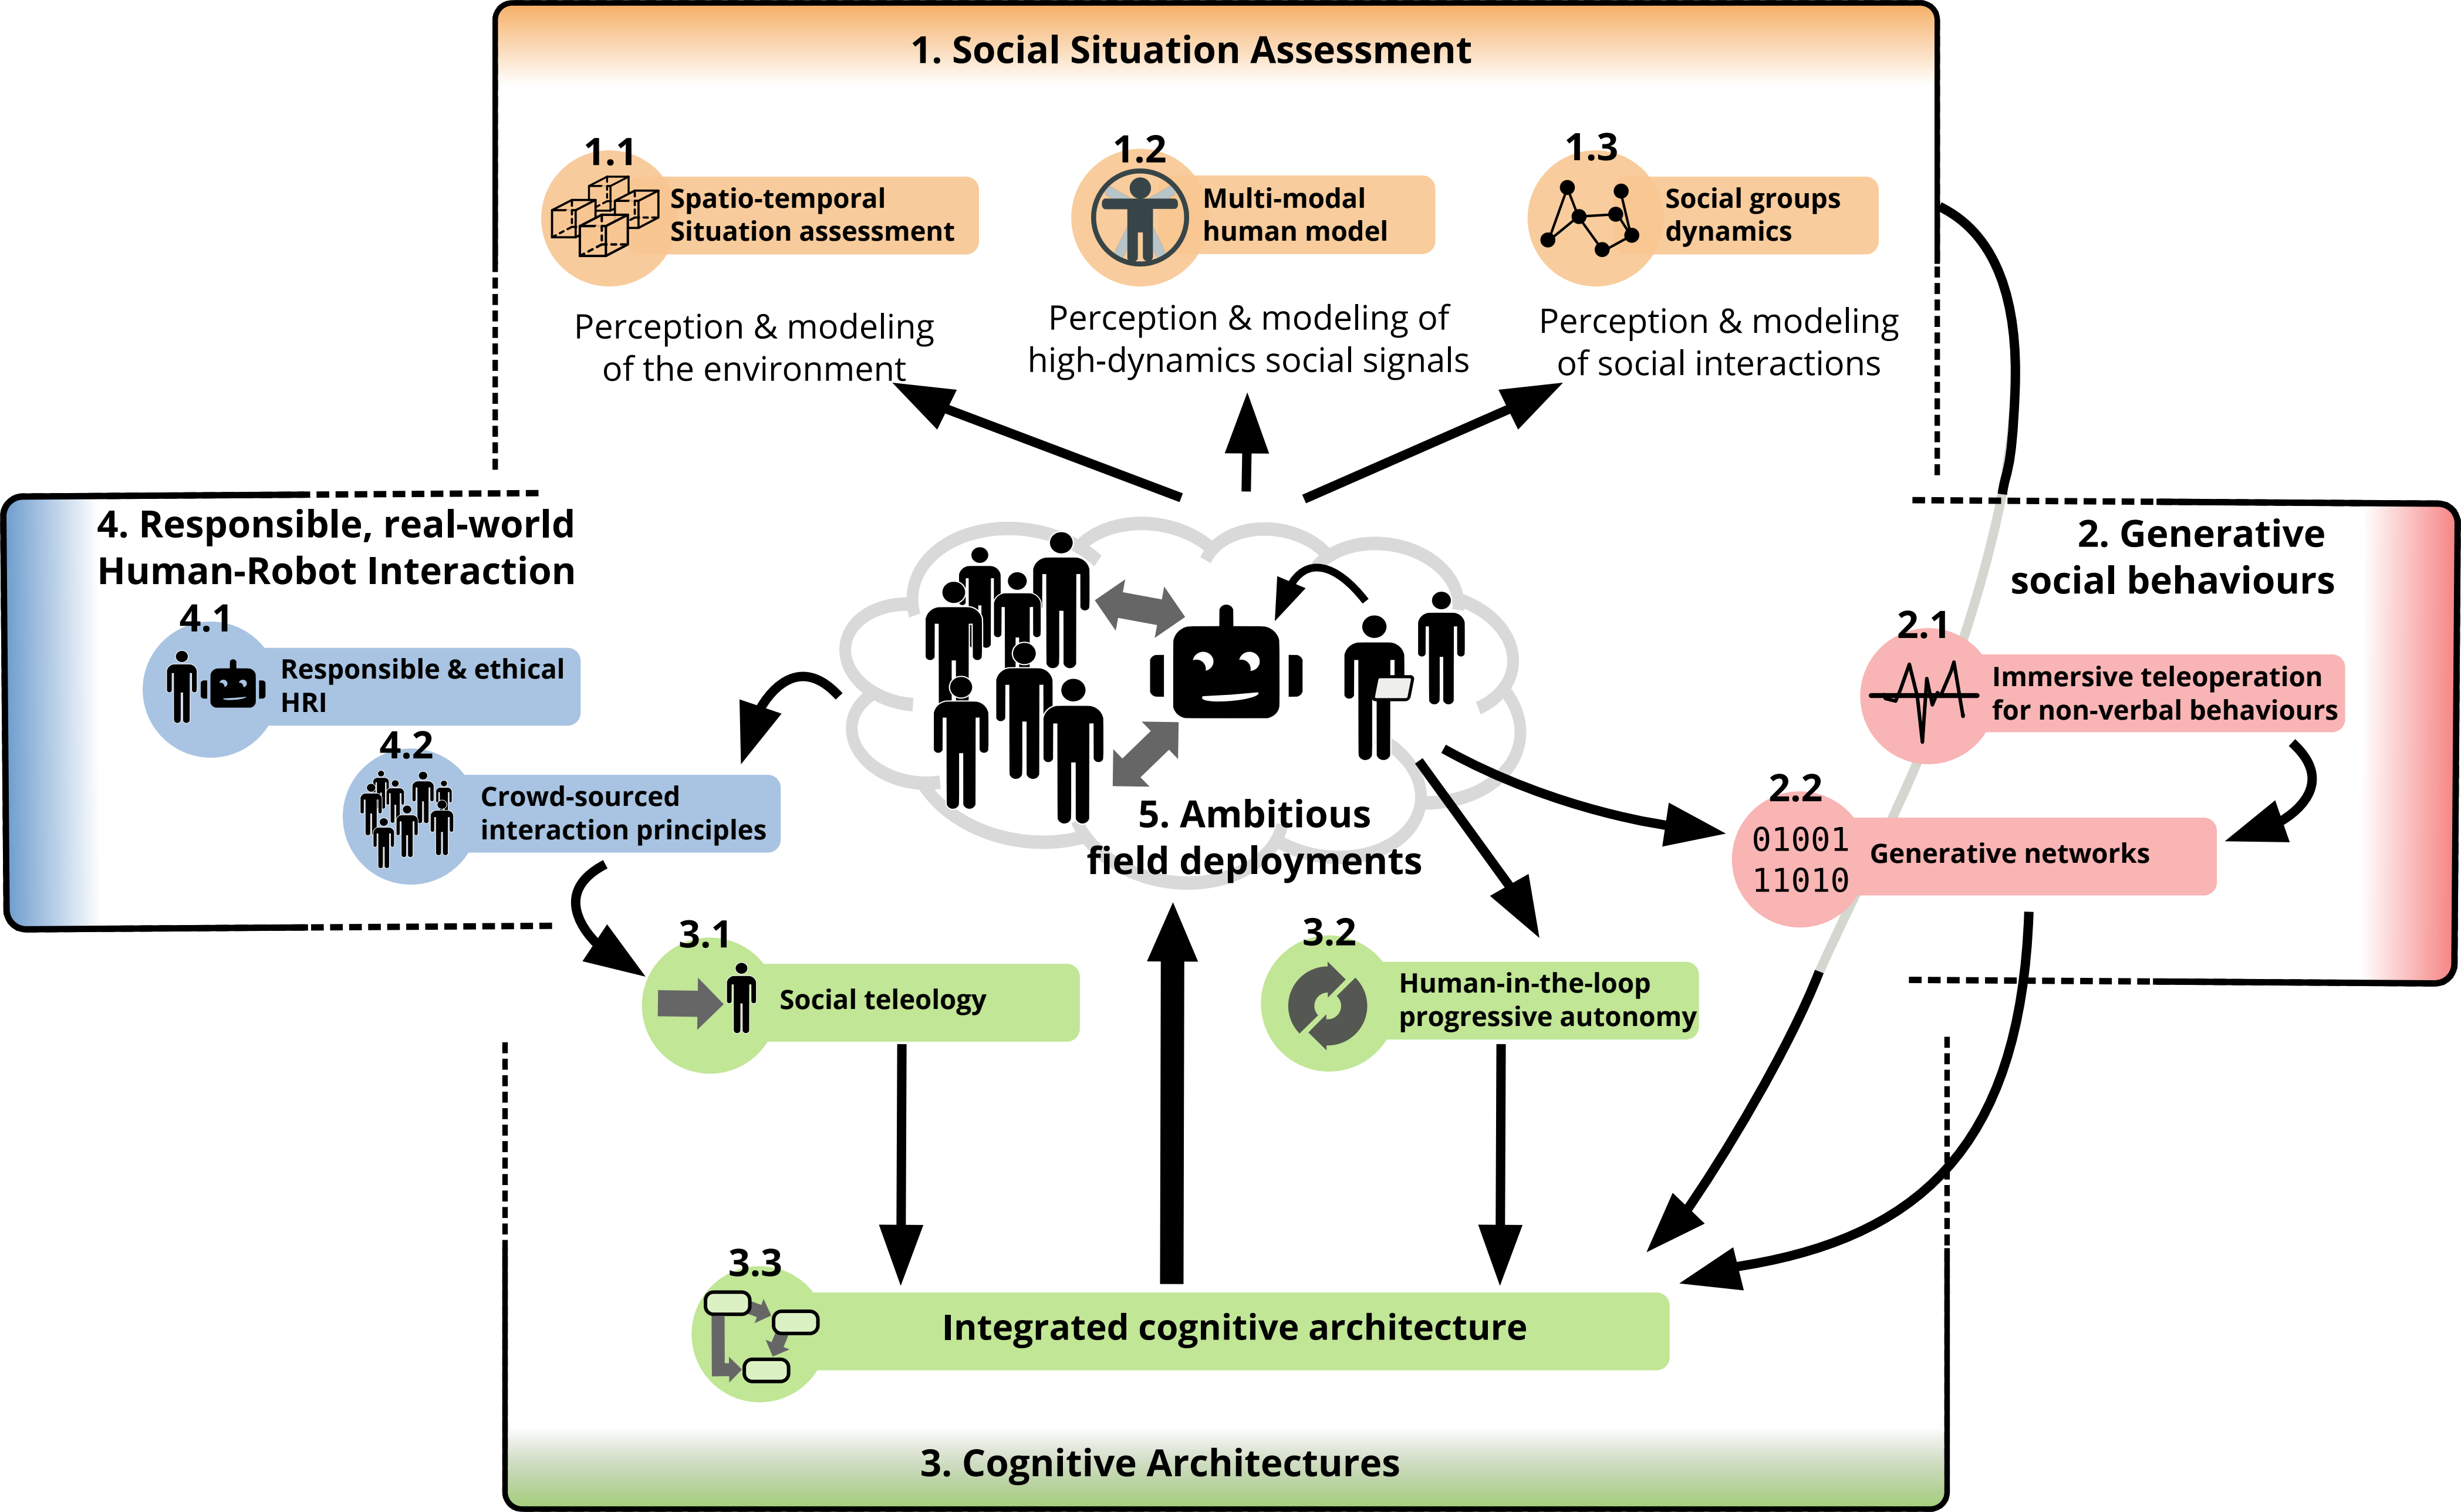 1. Social Situation Assessment
1.1
Spatio-temporal
Situation assessment
Perception & modeling
of the environment
1.2
Multi-modal
human model
Perception & modeling of
high-dynamics social signals
1.3
Social groups
dynamics
Perception & modeling
of social interactions
4. Responsible, real-world
Human-Robot Interaction
4.1
Responsible & ethical
HRI
4.2
Crowd-sourced
interaction principles
5. Ambitious
field deployments
2. Generative
social behaviours
2.1
Immersive teleoperation
for non-verbal behaviours
2.2
01001
11010
Generative networks
3.1
Social teleology
3.2
Human-in-the-loop
progressive autonomy
3.3
Integrated cognitive architecture
3. Cognitive Architectures